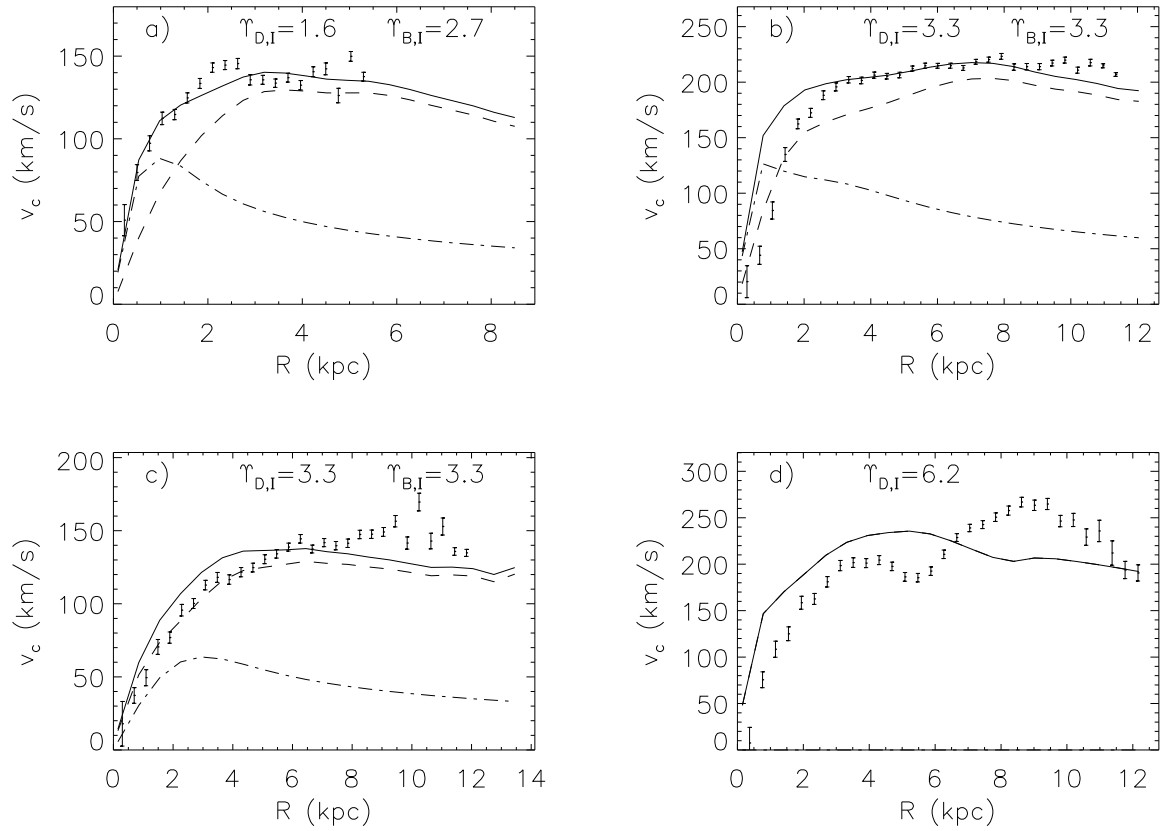 a) ϒD,I=1.6 ϒB,I=2.7
150
100
50
0
v_c (km/s)
0 2 4 6 8
R (kpc)
b) ϒD,I=3.3 ϒB,I=3.3
250
200
150
100
50
0
v_c (km/s)
0 2 4 6 8 10 12
R (kpc)
c) ϒD,I=3.3 ϒB,I=3.3
200
150
100
50
0
v_c (km/s)
0 2 4 6 8 10 12 14
R (kpc)
d) ϒD,I=6.2
300
250
200
150
100
50
0
v_c (km/s)
0 2 4 6 8 10 12
R (kpc)